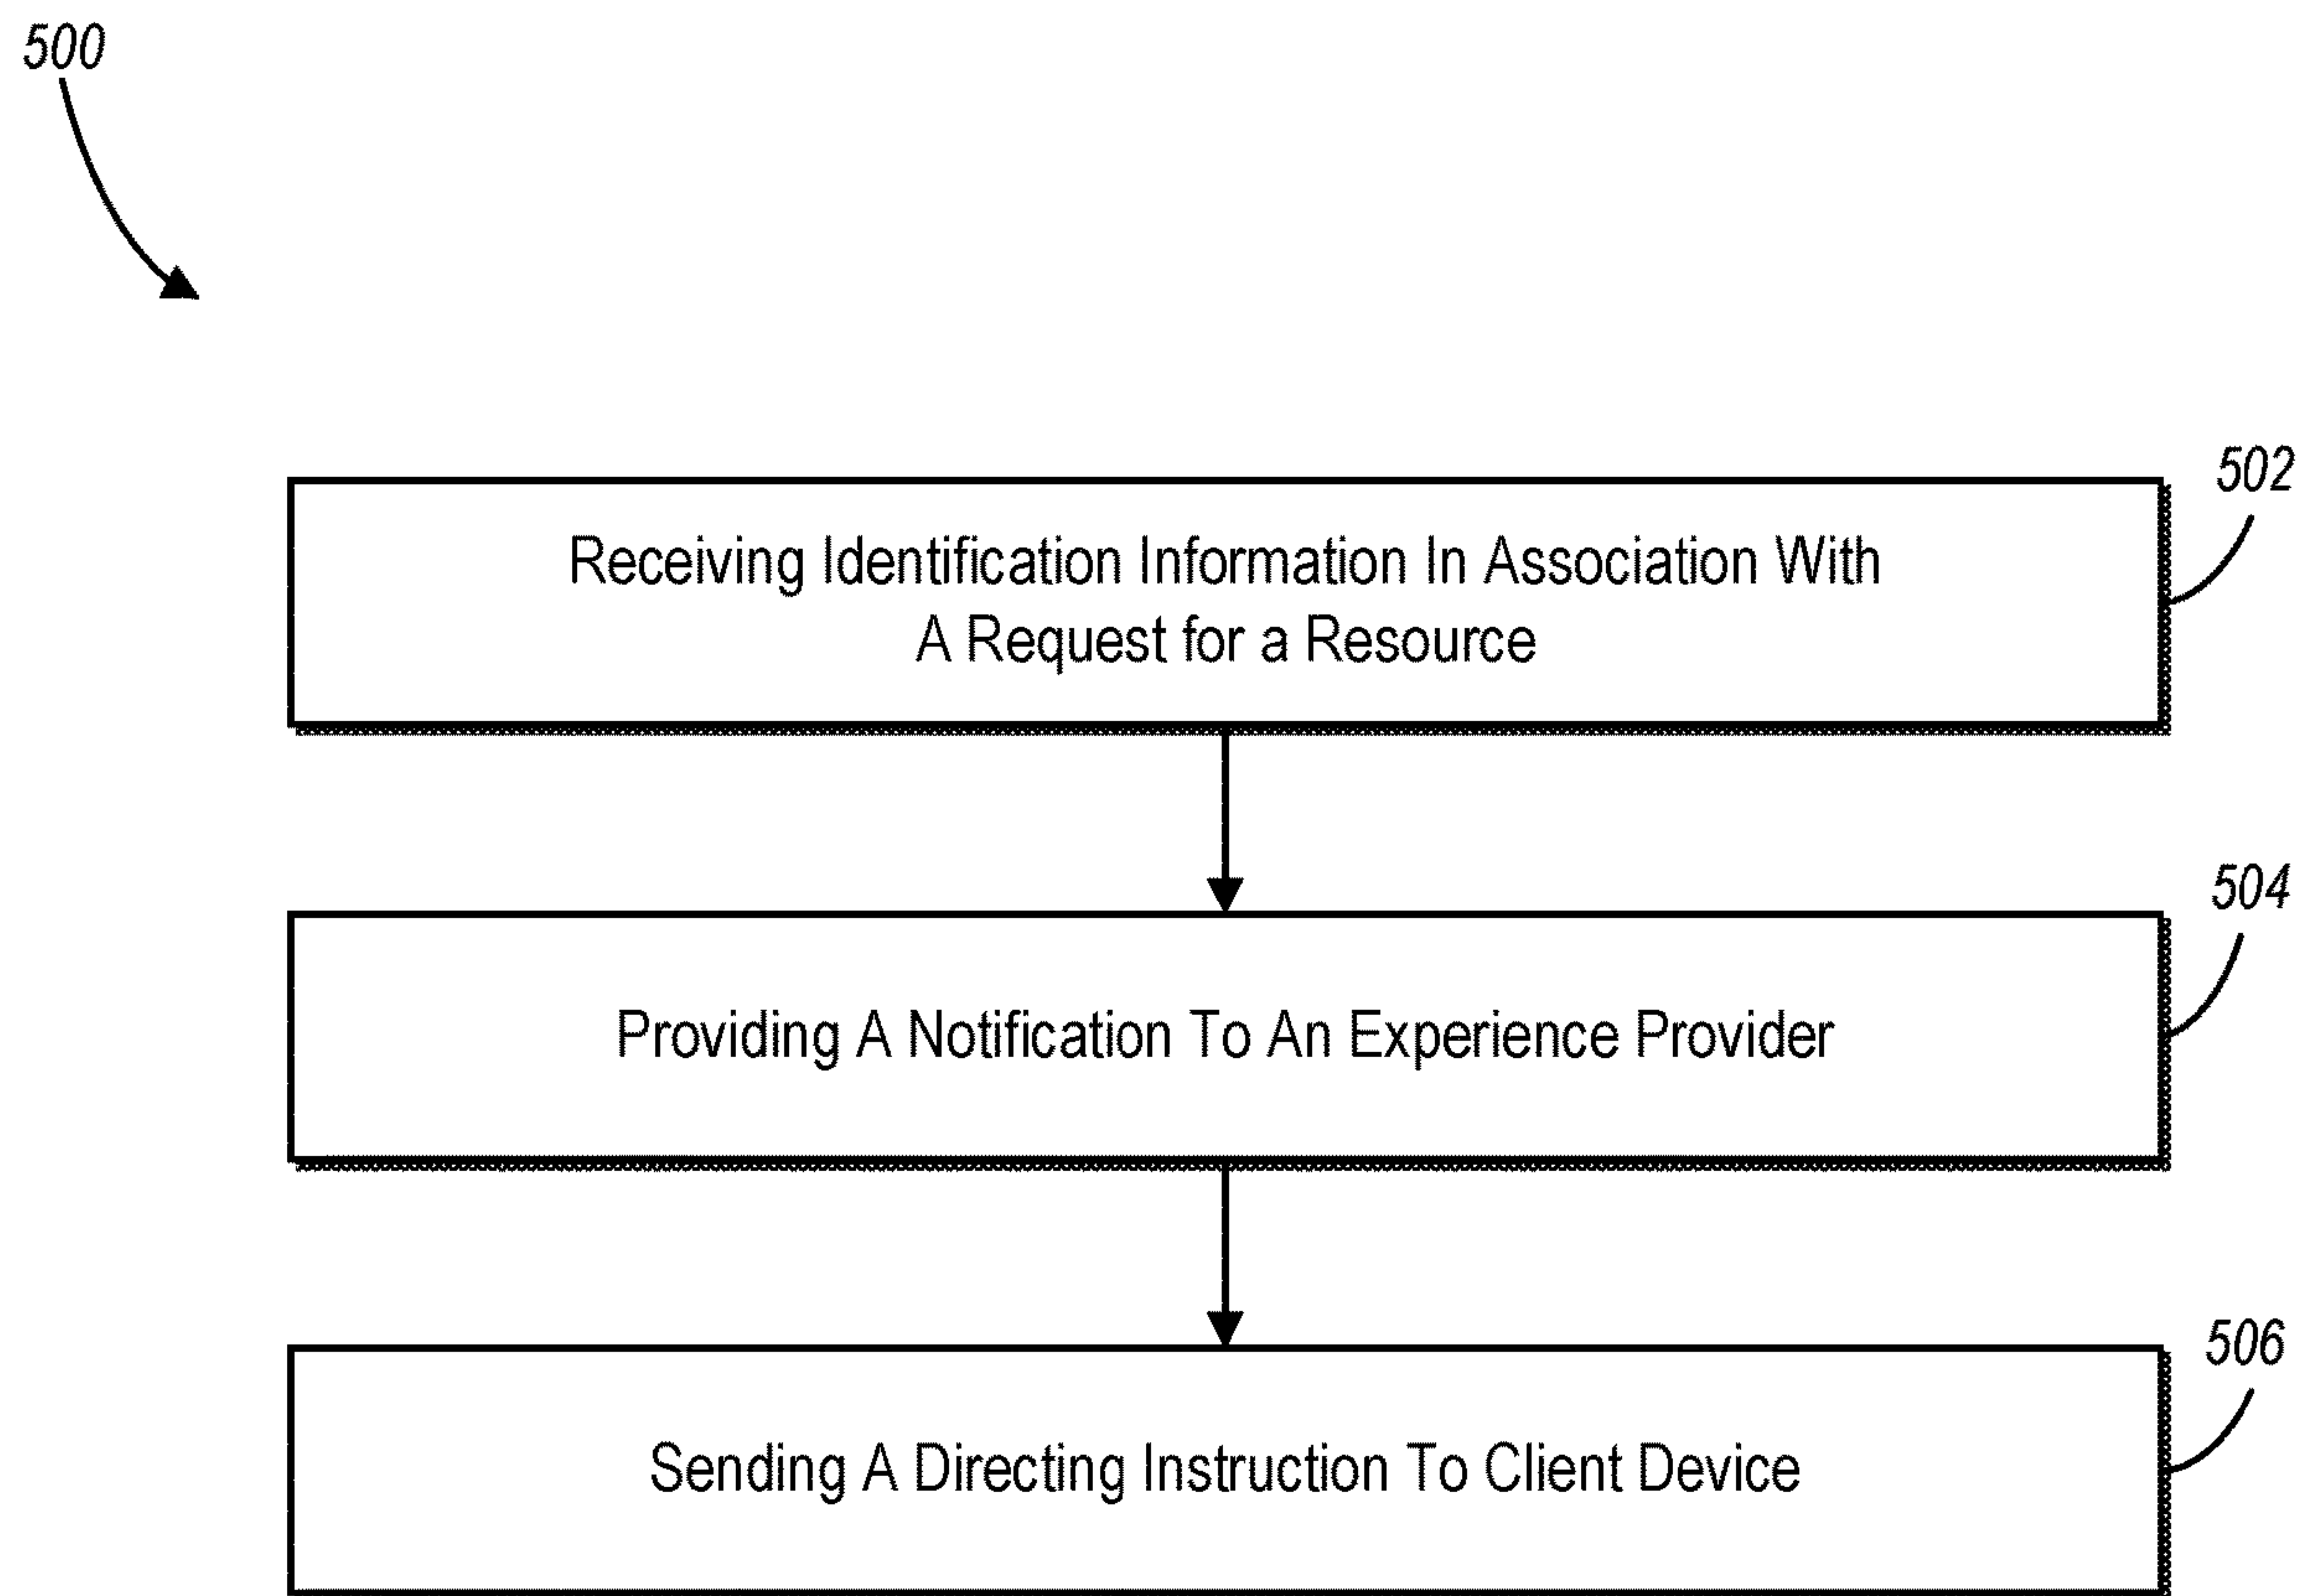 500
502
Receiving Identification Information In Association With
A Request for a Resource
504
Providing A Notification To An Experience Provider
506
Sending A Directing Instruction To Client Device